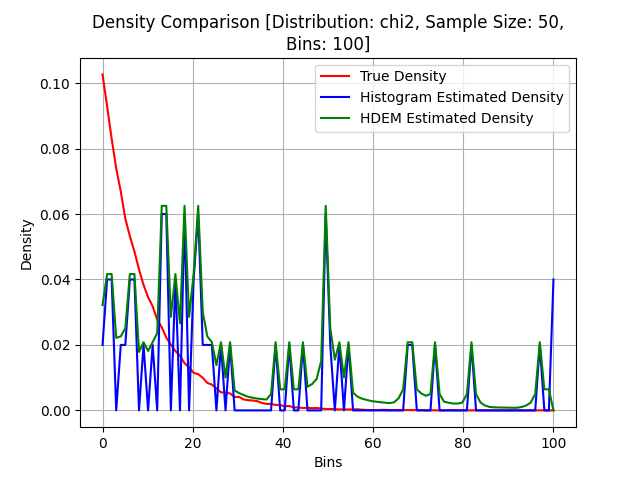 Density Comparison [Distribution: chi2, Sample Size: 50,
Bins: 100]
True Density
Histogram Estimated Density
HDEM Estimated Density
Density
0.10
0.08
0.06
0.04
0.02
0.00
0 20 40 60 80 100
Bins